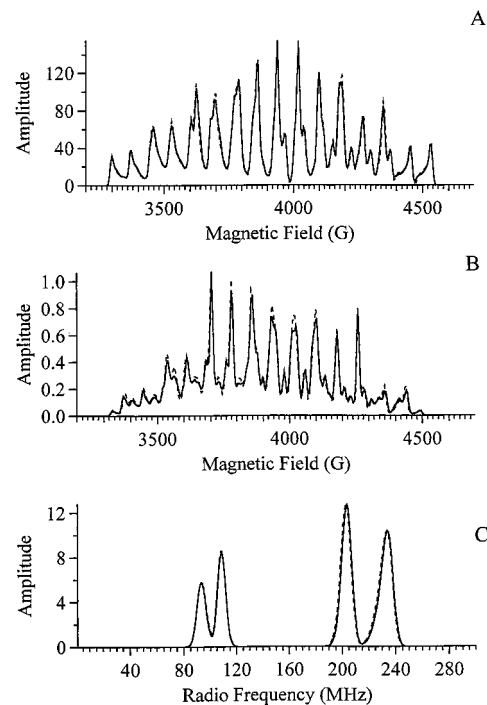 A
120
80
40
0
Amplitude
3500 4000 4500
Magnetic Field (G)
B
1.0
0.8
0.6
0.4
0.2
0.0
Amplitude
3500 4000 4500
Magnetic Field (G)
C
12
8
4
0
Amplitude
40 80 120 160 200 240 280
Radio Frequency (MHz)